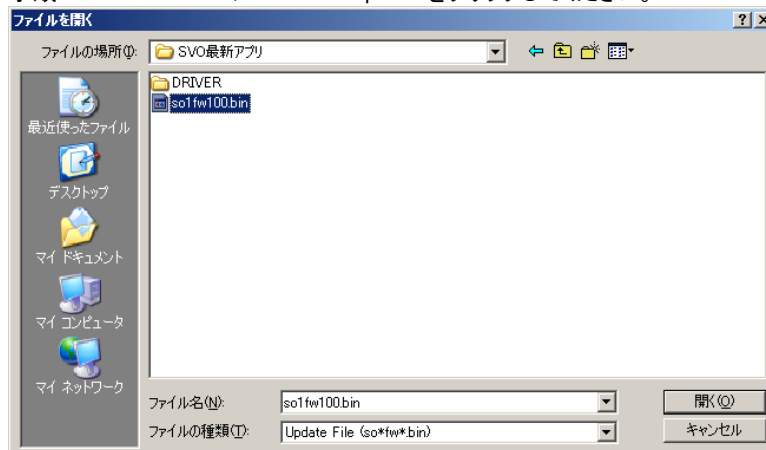 ファイルを開く
ファイルの場所(I):
SVO最新アプリ
DRIVER
so1fw100.bin
最近使ったファイル
デスクトップ
マイ ドキュメント
マイ コンピュータ
マイ ネットワーク
ファイル名(N):
so1fw100.bin
開く(O)
ファイルの種類(T):
Update File (so*fw*.bin)
キャンセル